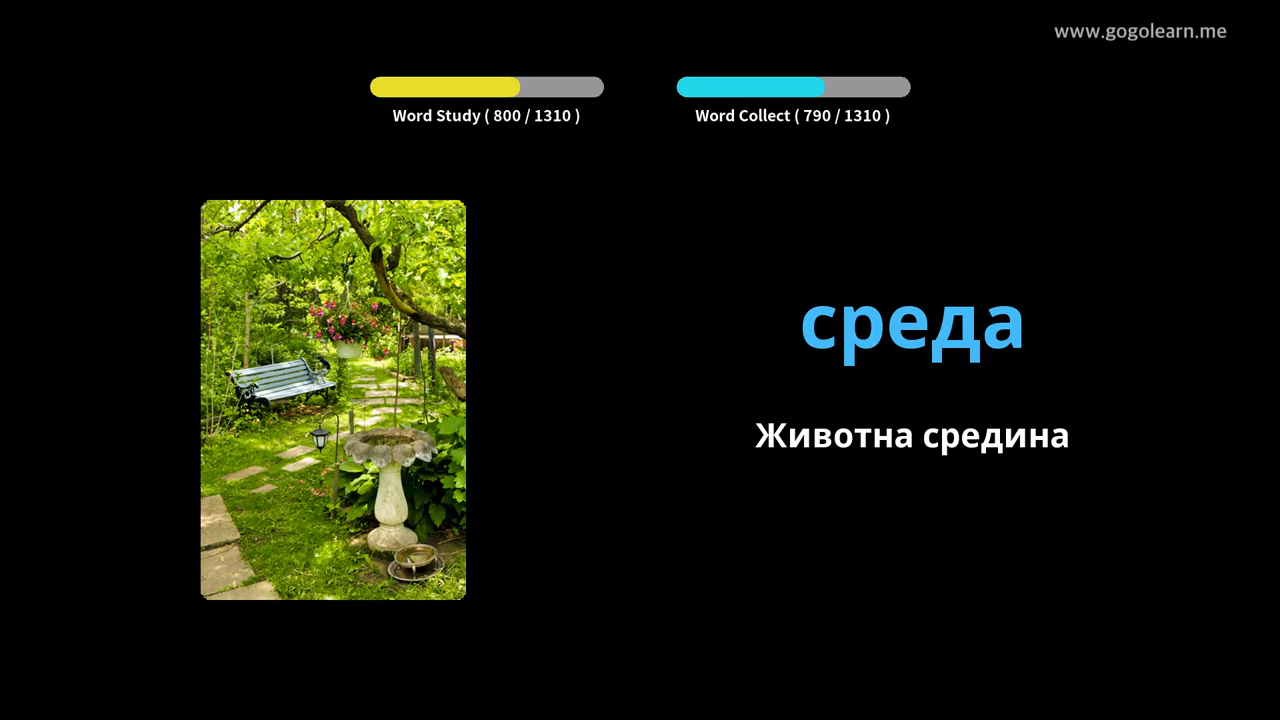 www.gogolearn.me
Word Study ( 800 / 1310 )
Word Collect ( 790 / 1310 )
среда
Животна средина